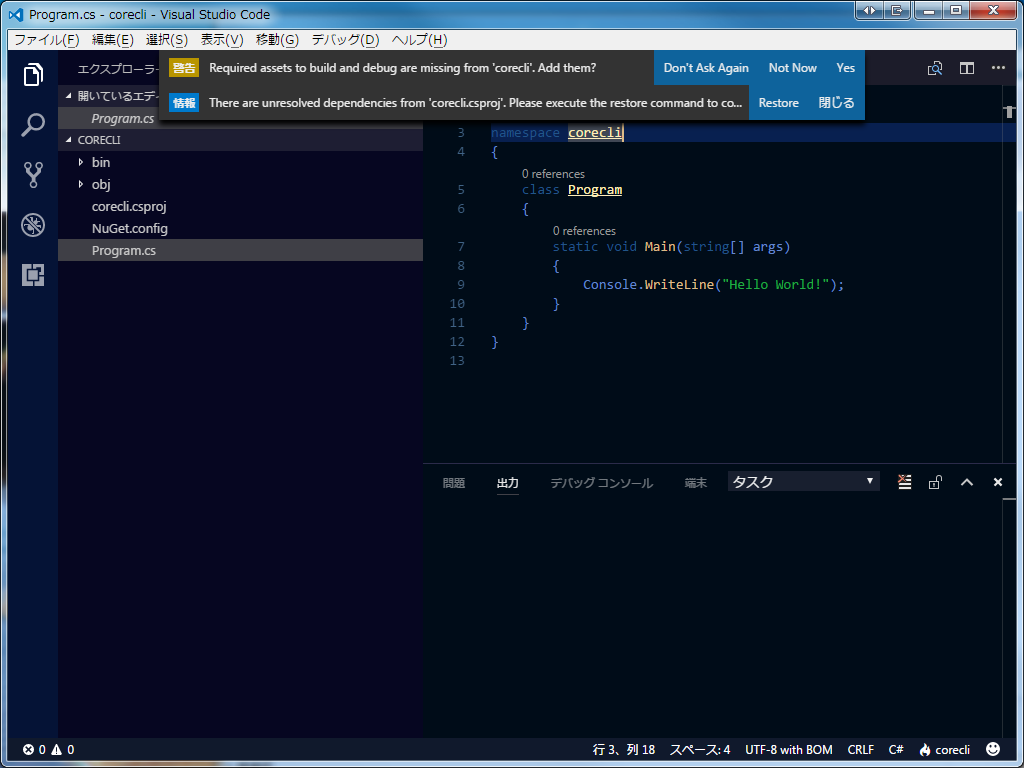 Program.cs - corecli - Visual Studio Code
ファイル(F) 編集(E) 選択(S) 表示(V) 移動(G) デバッグ(D) ヘルプ(H)
エクスプローラー
警告 Required assets to build and debug are missing from 'corecli'. Add them? Don't Ask Again Not Now Yes
情報 There are unresolved dependencies from 'corecli.csproj'. Please execute the restore command to co... Restore 閉じる
開いているエディ
Program.cs
CORECLI
bin
obj
corecli.csproj
NuGet.config
Program.cs
3 namespace corecli
4 {
0 references
5 class Program
6 {
0 references
7 static void Main(string[] args)
8 {
9 Console.WriteLine("Hello World!");
10 }
11 }
12 }
13
問題 出力 デバッグ コンソール 端末 タスク
0 0 行 3、列 18 スペース: 4 UTF-8 with BOM CRLF C# corecli